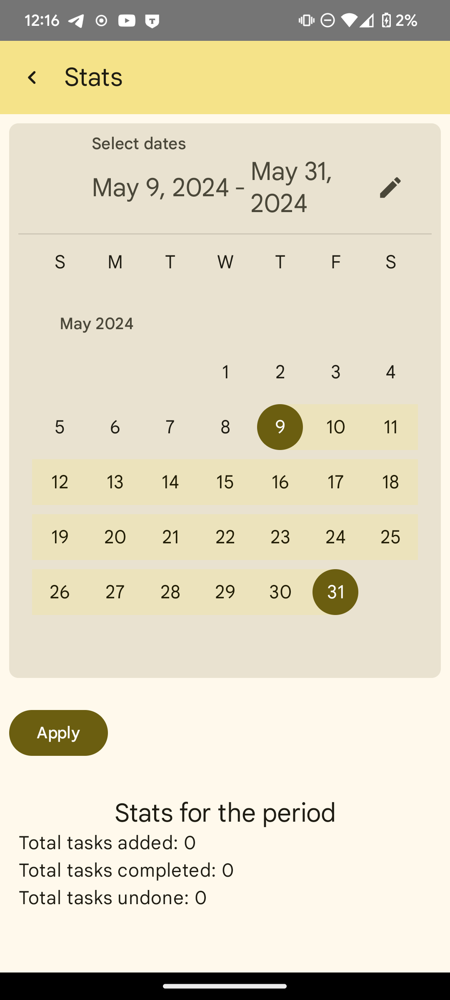 12:16 2%
Stats
Select dates
May 9, 2024 - May 31, 2024
S M T W T F S
May 2024
1 2 3 4
5 6 7 8 9 10 11
12 13 14 15 16 17 18
19 20 21 22 23 24 25
26 27 28 29 30 31
Apply
Stats for the period
Total tasks added: 0
Total tasks completed: 0
Total tasks undone: 0